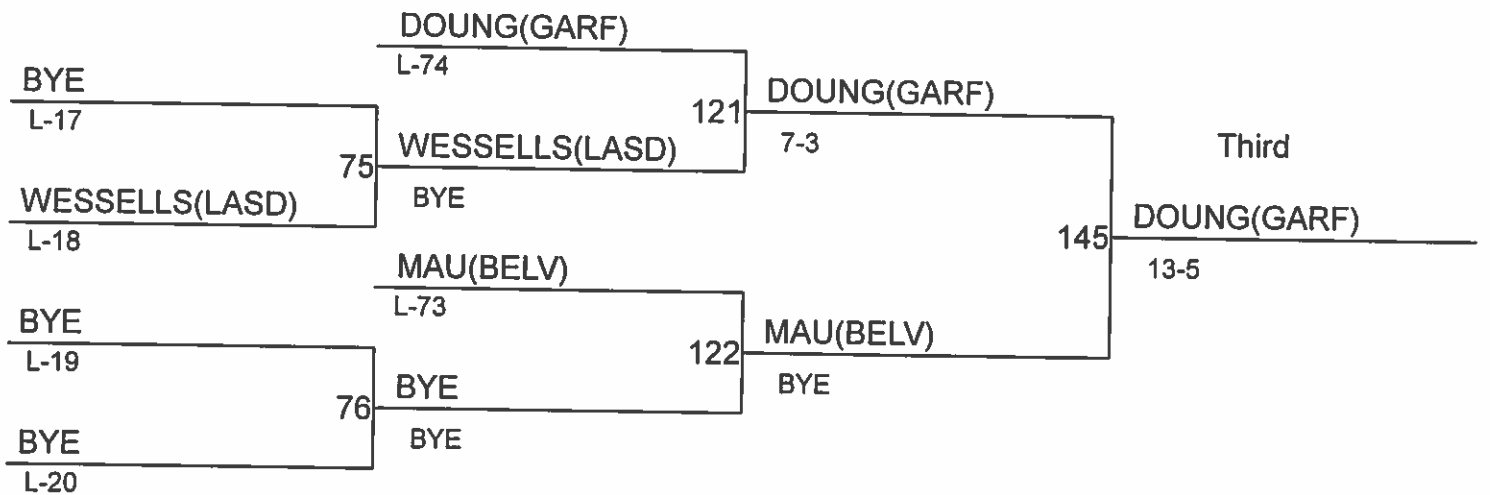 DOUNG(GARF)
L-74
BYE
L-17
121
DOUNG(GARF)
7-3
Third
75
WESSELLS(LASD)
BYE
WESSELLS(LASD)
L-18
145
DOUNG(GARF)
13-5
MAU(BELV)
L-73
BYE
L-19
122
MAU(BELV)
BYE
76
BYE
BYE
BYE
L-20